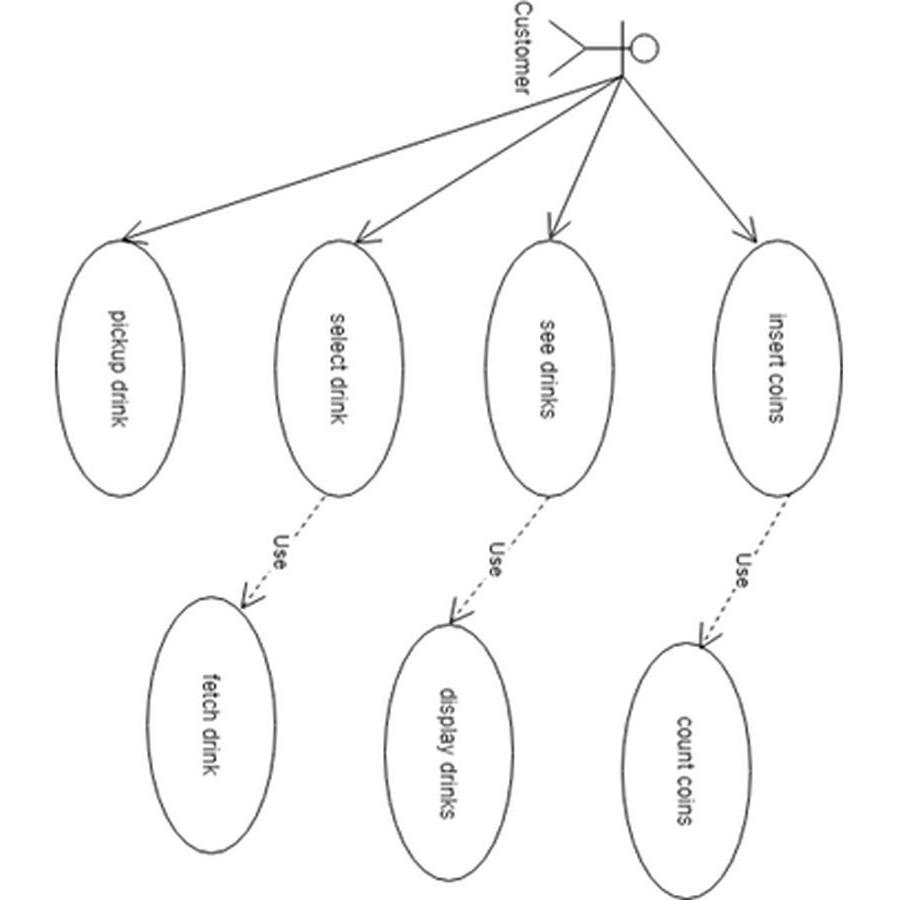 Customer
insert coins
see drinks
select drink
pickup drink
Use
Use
Use
count coins
display drinks
fetch drink